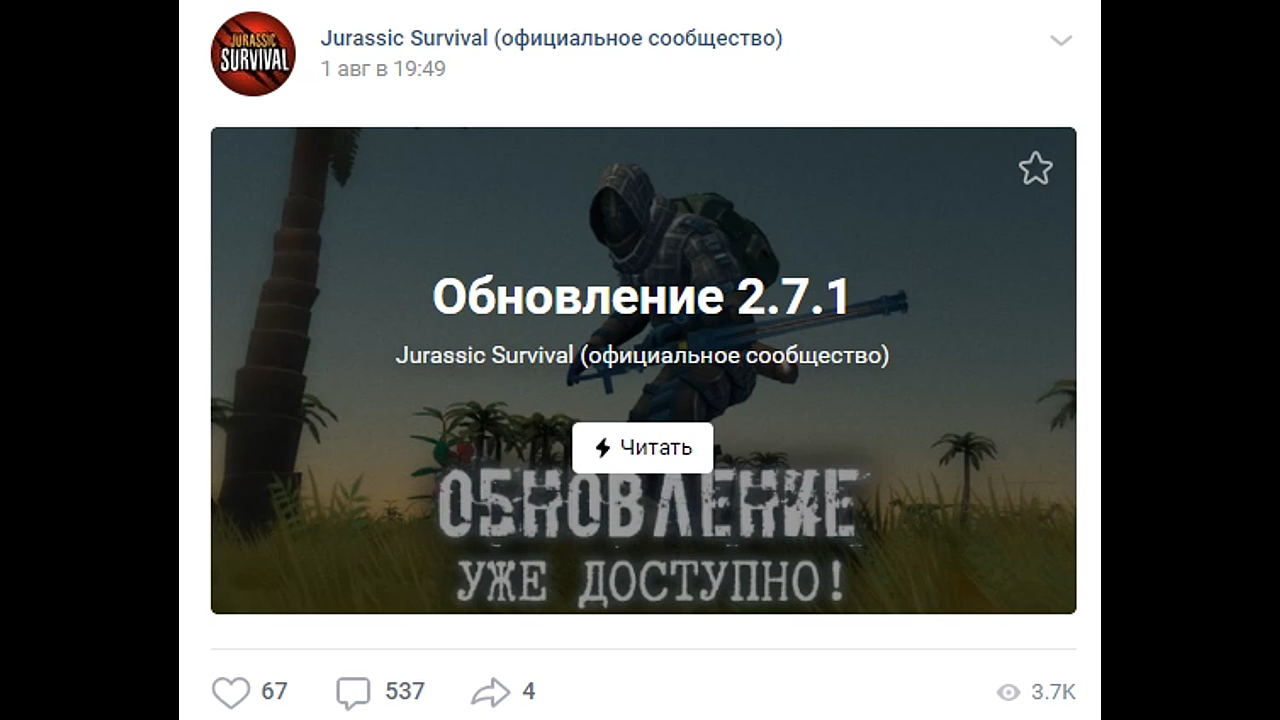 JURASSIC
SURVIVAL
Jurassic Survival (официальное сообщество)
1 авг в 19:49
Обновление 2.7.1
Jurassic Survival (официальное сообщество)
Читать
ОБНОВЛЕНИЕ
УЖЕ ДОСТУПНО!
67
537
4
3.7K